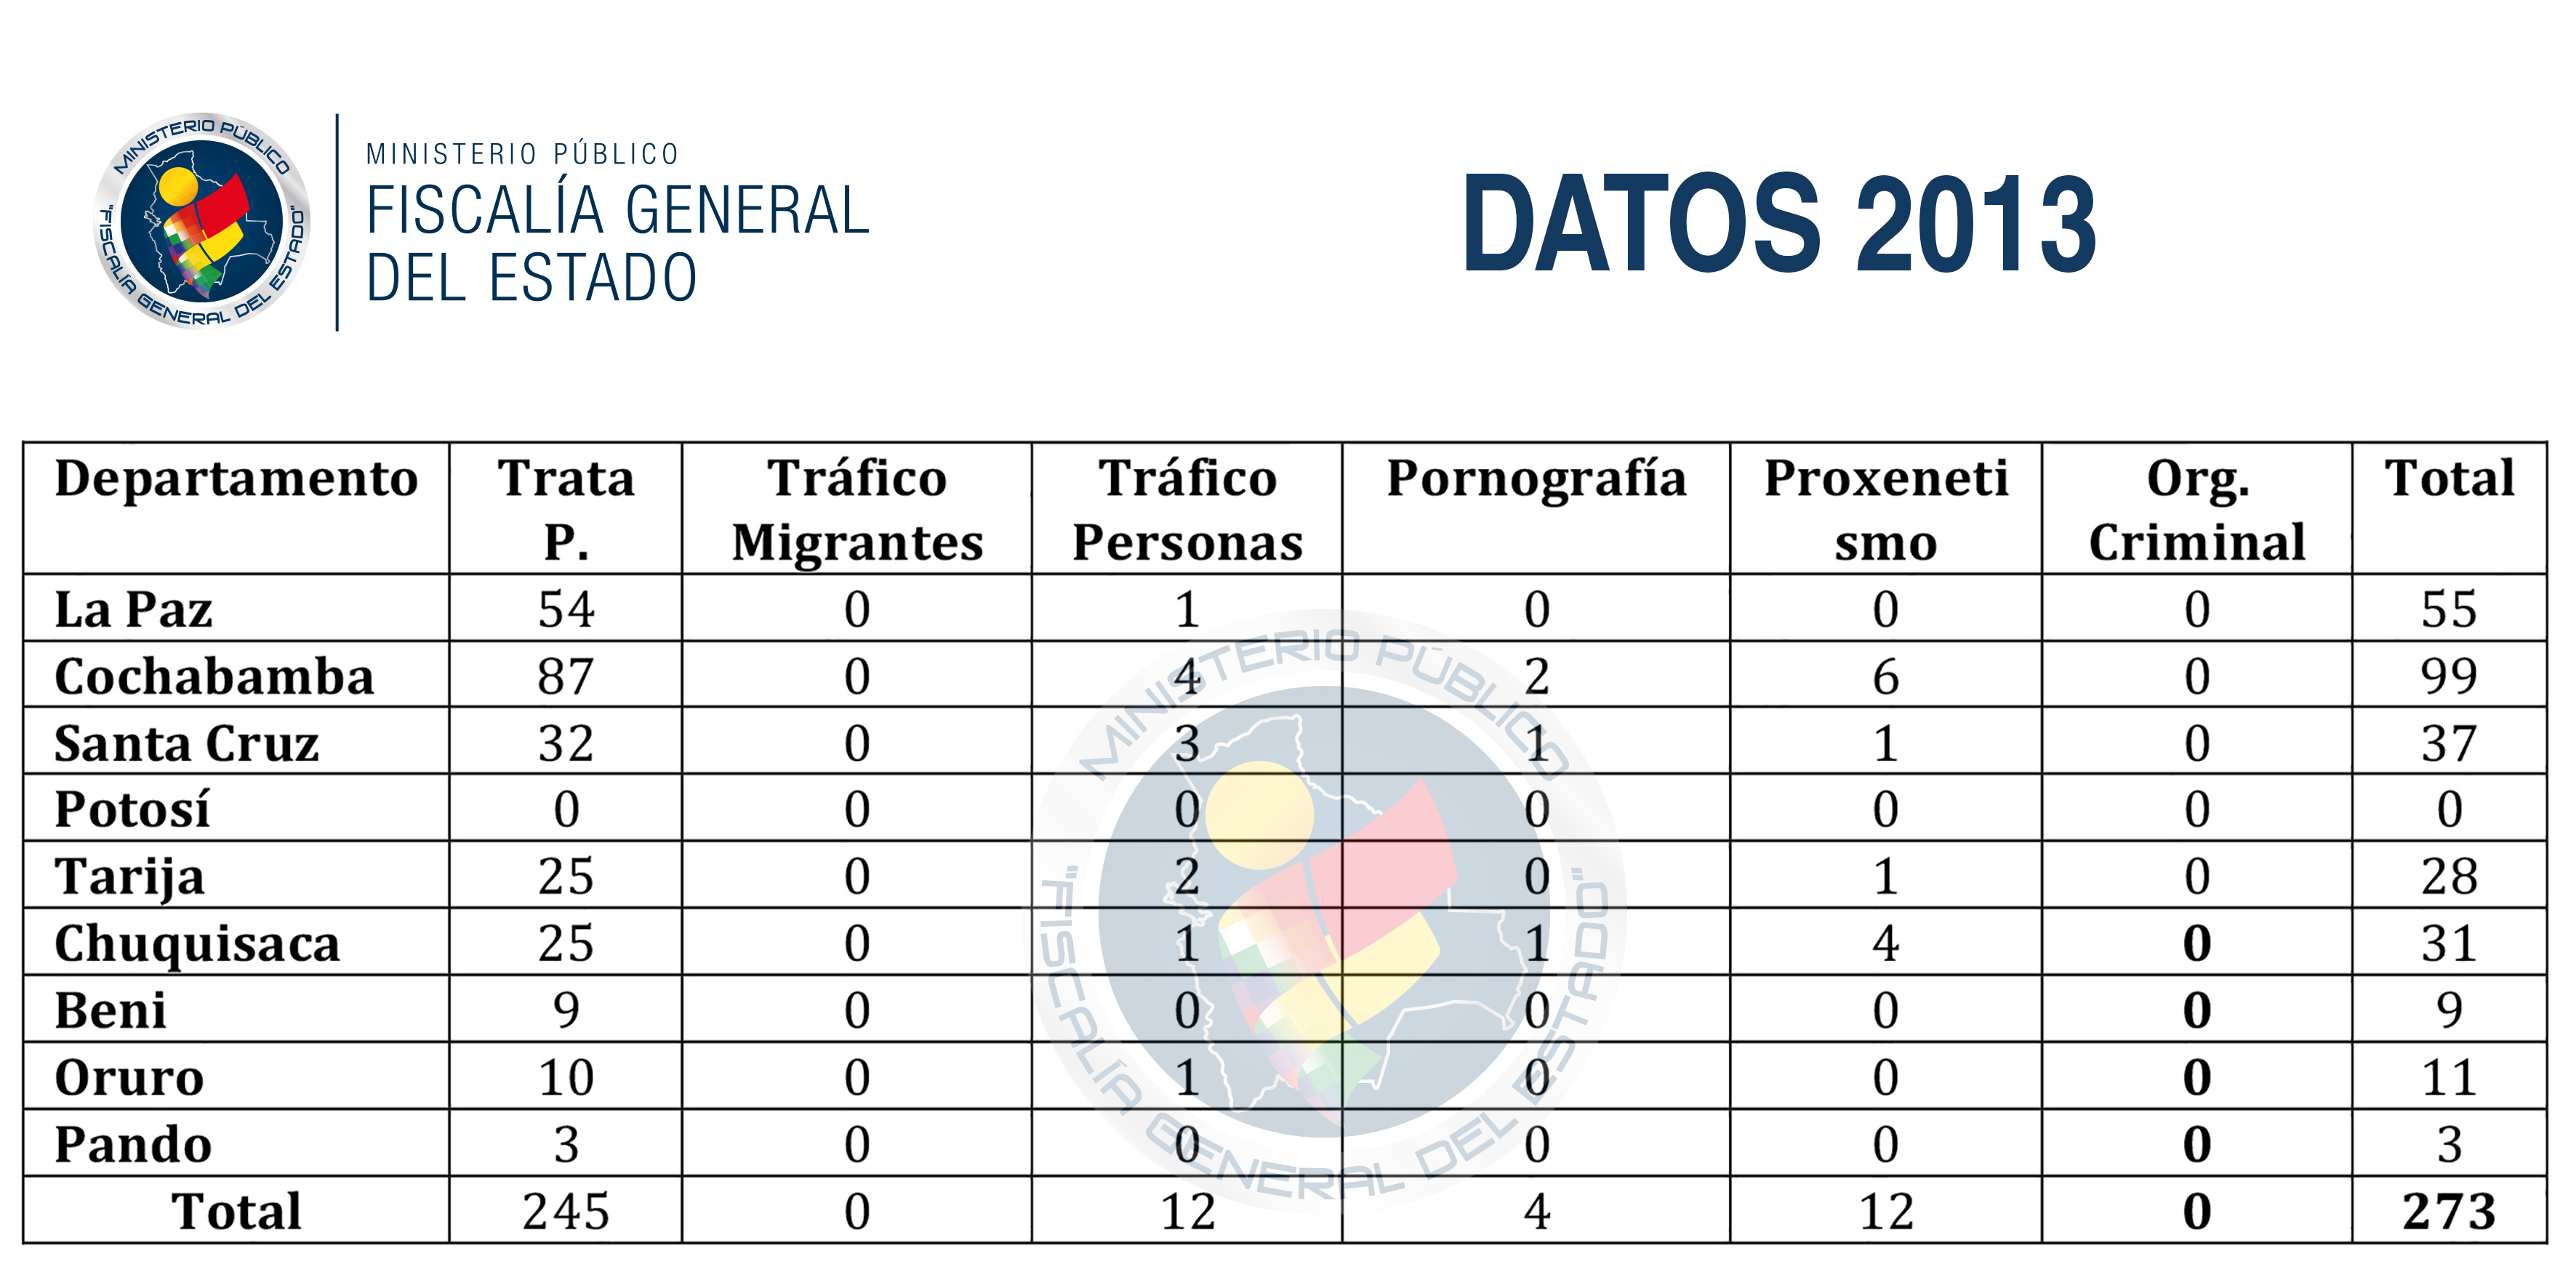 MINISTERIO PÚBLICO
"FISCALÍA GENERAL DEL ESTADO"
MINISTERIO PÚBLICO
FISCALÍA GENERAL
DEL ESTADO
DATOS 2013
Departamento Trata P. Tráfico Migrantes Tráfico Personas Pornografía Proxeneti smo Org. Criminal Total
La Paz 54 0 1 0 0 0 55
Cochabamba 87 0 4 2 6 0 99
Santa Cruz 32 0 3 1 1 0 37
Potosí 0 0 0 0 0 0 0
Tarija 25 0 2 0 1 0 28
Chuquisaca 25 0 1 1 4 0 31
Beni 9 0 0 0 0 0 9
Oruro 10 0 1 0 0 0 11
Pando 3 0 0 0 0 0 3
Total 245 0 12 4 12 0 273
MINISTERIO PÚBLICO
"FISCALÍA GENERAL DEL ESTADO"